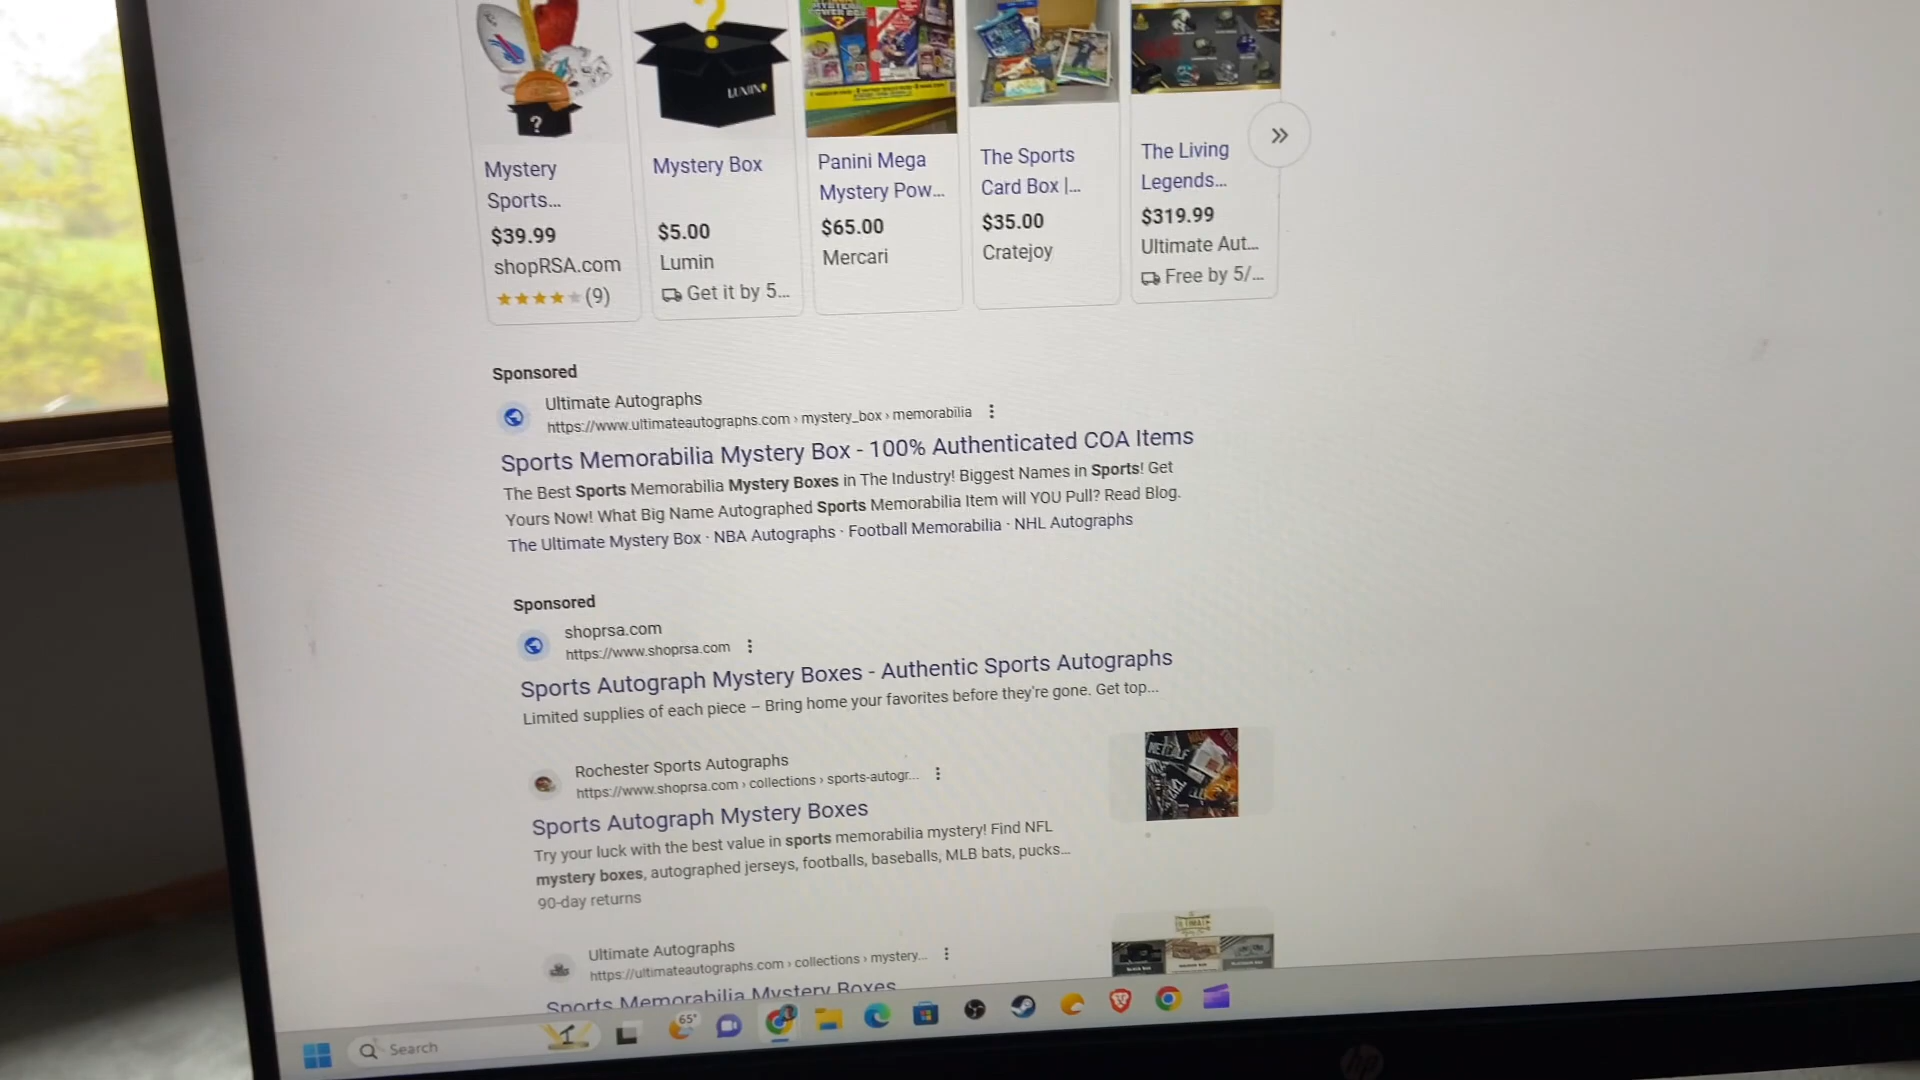 ?
LUMIN
Mystery
Sports...
$39.99
shopRSA.com
(9)
Mystery Box
$5.00
Lumin
Get it by 5...
Panini Mega
Mystery Pow...
$65.00
Mercari
The Sports
Card Box |...
$35.00
Cratejoy
The Living
Legends...
$319.99
Ultimate Aut...
Free by 5/...
Sponsored
Ultimate Autographs
https://www.ultimateautographs.com › mystery_box › memorabilia
Sports Memorabilia Mystery Box - 100% Authenticated COA Items
The Best Sports Memorabilia Mystery Boxes in The Industry! Biggest Names in Sports! Get
Yours Now! What Big Name Autographed Sports Memorabilia Item will YOU Pull? Read Blog.
The Ultimate Mystery Box · NBA Autographs · Football Memorabilia · NHL Autographs
Sponsored
shoprsa.com
https://www.shoprsa.com
Sports Autograph Mystery Boxes - Authentic Sports Autographs
Limited supplies of each piece – Bring home your favorites before they're gone. Get top...
Rochester Sports Autographs
https://www.shoprsa.com › collections › sports-autogr...
Sports Autograph Mystery Boxes
Try your luck with the best value in sports memorabilia mystery! Find NFL
mystery boxes, autographed jerseys, footballs, baseballs, MLB bats, pucks...
90-day returns
Ultimate Autographs
https://ultimateautographs.com › collections › mystery...
Sports Memorabilia Mystery Boxes
Search
65°
hp